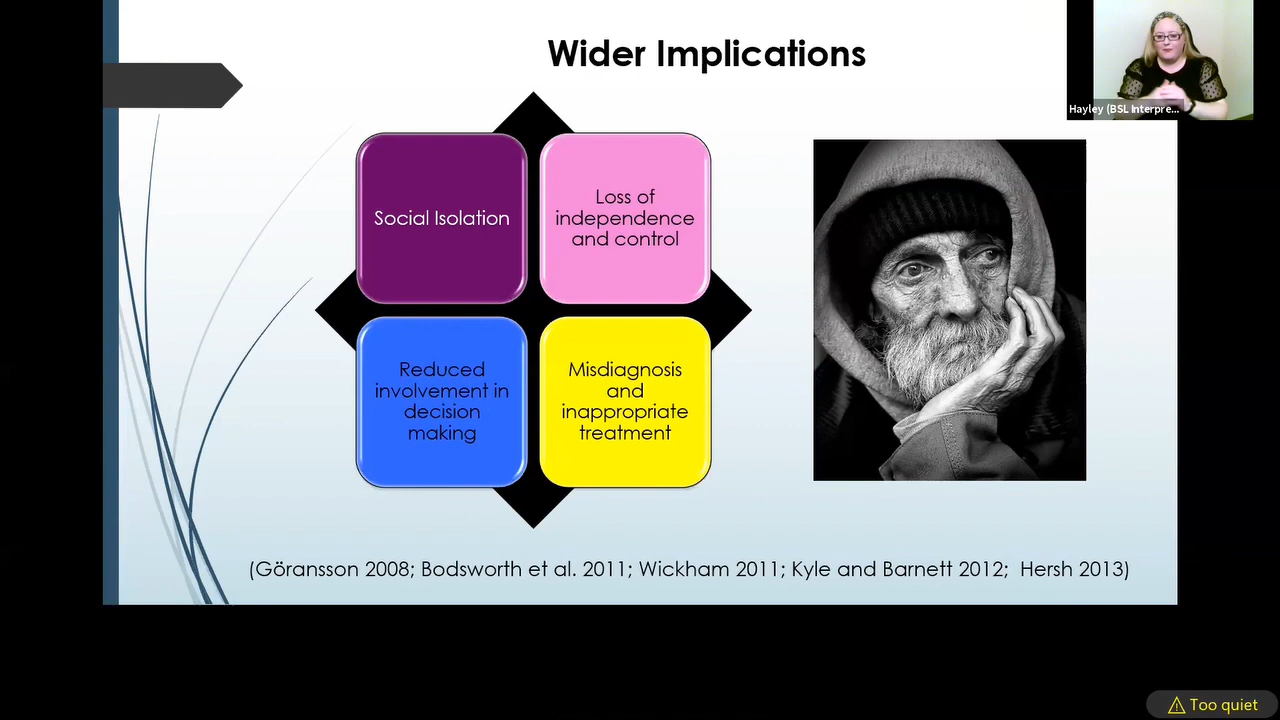 Wider Implications
Hayley (BSL Interpre...
Social Isolation
Loss of
independence
and control
Reduced
involvement in
decision
making
Misdiagnosis
and
inappropriate
treatment
(Göransson 2008; Bodsworth et al. 2011; Wickham 2011; Kyle and Barnett 2012;  Hersh 2013)
Too quiet